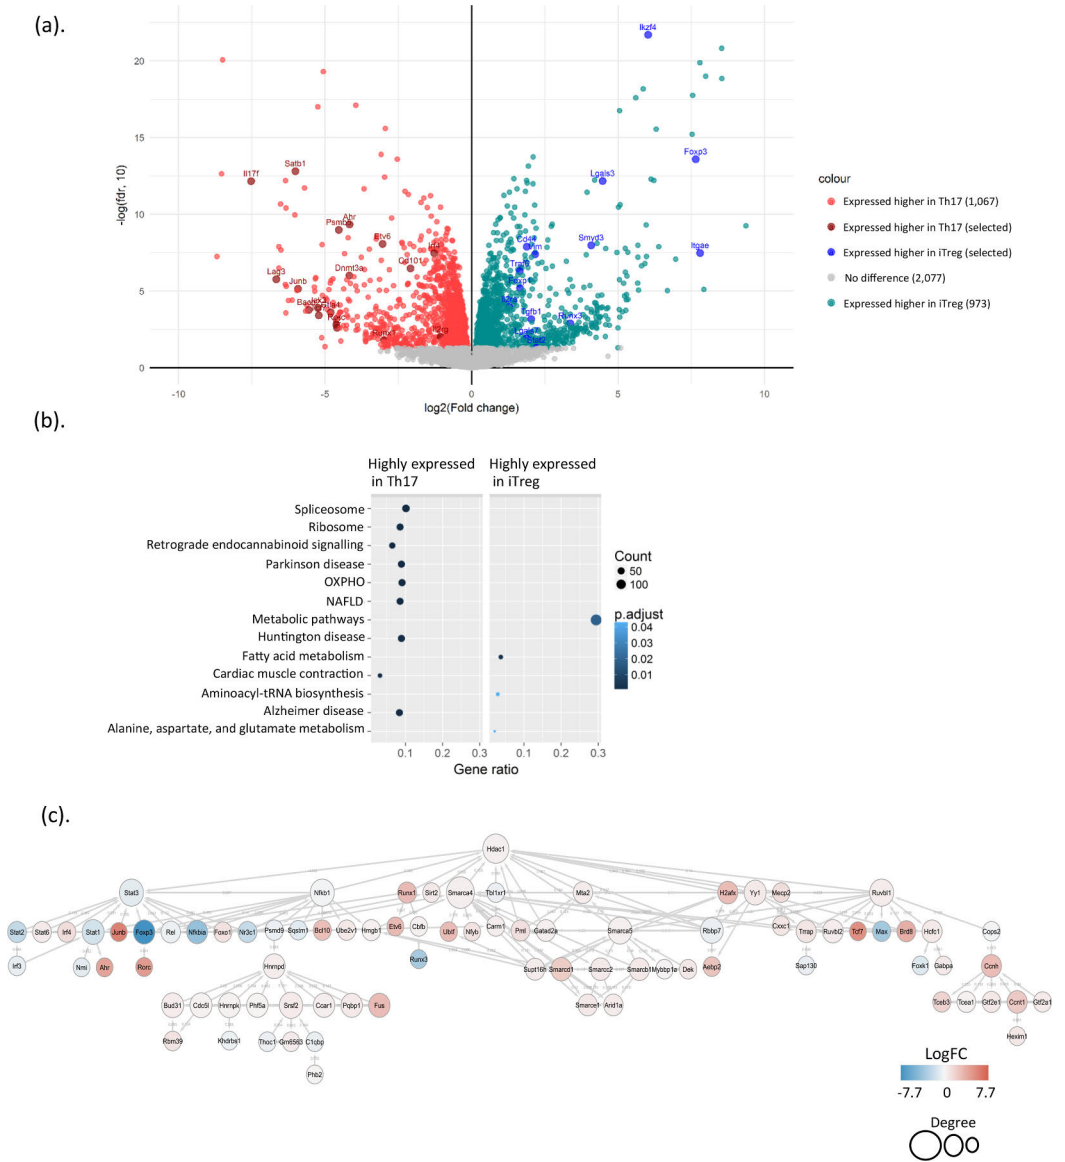 (a).
Ikzf4
20
15
10
5
0
-log(fdr, 10)
Foxp3
Satb1
Il17f
Lgals3
Ahr
Etv6
Cd44
Smyd3
Itgae
Cd101
Dnmt3a
Lag3
Junb
Foxp1
Runx3
Runx1
Il2rg
-10
-5
0
5
10
log2(Fold change)
colour
Expressed higher in Th17 (1,067)
Expressed higher in Th17 (selected)
Expressed higher in iTreg (selected)
No difference (2,077)
Expressed higher in iTreg (973)
(b).
Highly expressed in Th17
Highly expressed in iTreg
Spliceosome
Ribosome
Retrograde endocannabinoid signalling
Parkinson disease
OXPHO
NAFLD
Metabolic pathways
Huntington disease
Fatty acid metabolism
Cardiac muscle contraction
Aminoacyl-tRNA biosynthesis
Alzheimer disease
Alanine, aspartate, and glutamate metabolism
0.1 0.2 0.3 0.1 0.2 0.3
Gene ratio
Count
50
100
p.adjust
0.04
0.03
0.02
0.01
(c).
Hdac1
Stat3 Nfkb1 Runx1 Sirt2 Smarca4 Tbl1xr1 Mta2 H2afx Yy1 Mecp2 Ruvbl1
Stat2 Stat6 Irf4 Stat1 Junb Foxp3 Rel Nfkbia Foxo1 Nr3c1 Psmd9 Sqstm1 Bcl10 Ube2v1 Hmgb1 Etv6 Cbfb Ubtf Nfyb Carm1 Pml Gatad2a Smarca5 Rbbp7 Cxxc1 Trrap Ruvbl2 Tcf7 Max Brd8 Hcfc1 Cops2
Irf3 Nmi Ahr Rorc Hnrnpd Runx3 Supt16h Smarcd1 Smarcc2 Smarcb1 Mybbp1a Dek Aebp2 Sap130 Foxk1 Gabpa Ccnh
Bud31 Cdc5l Hnrnpk Phf5a Srsf2 Ccar1 Pqbp1 Fus Smarce1 Arid1a Tceb3 Tcea1 Gtf2e1 Ccnt1 Gtf2a1
Rbm39 Khdrbs1 Thoc1 Gm6563 C1qbp Hexim1
Phb2
LogFC
-7.7 0 7.7
Degree